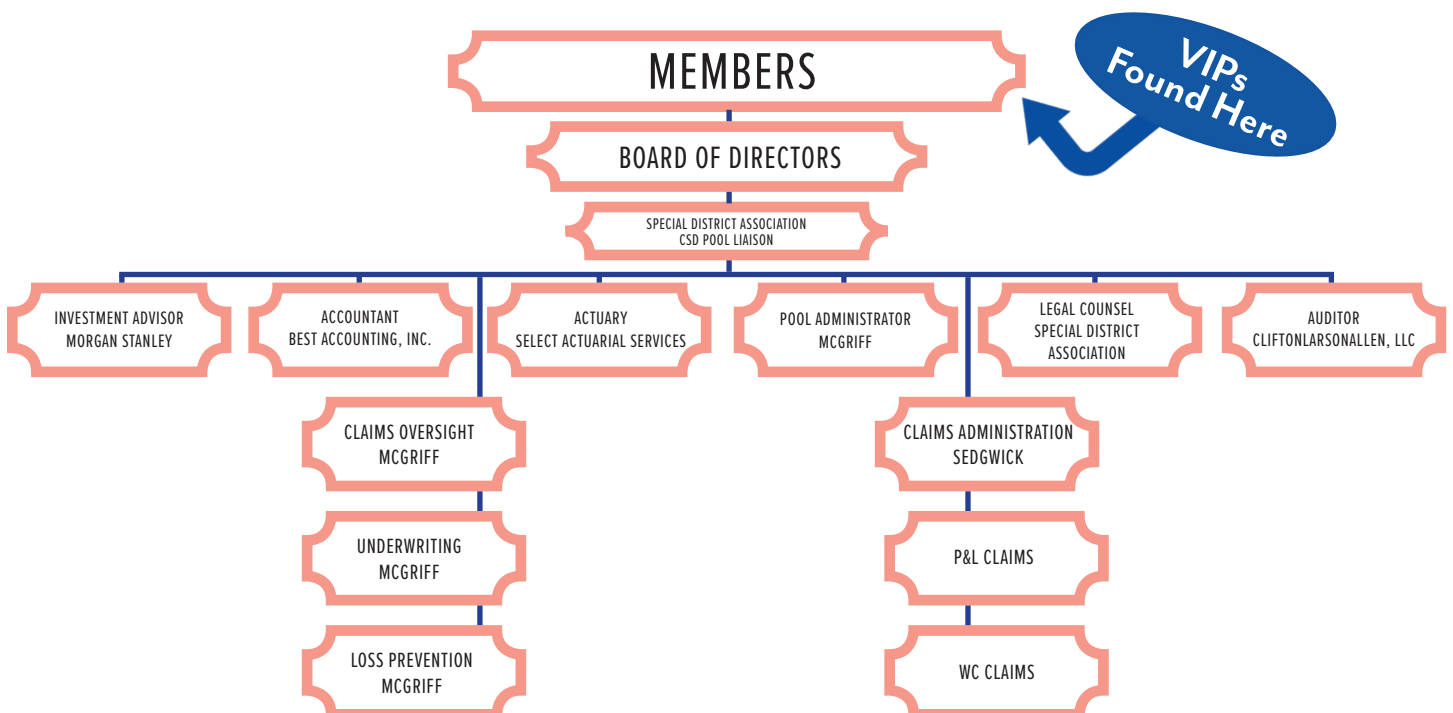 MEMBERS
VIPs
Found Here
BOARD OF DIRECTORS
SPECIAL DISTRICT ASSOCIATION
CSD POOL LIAISON
INVESTMENT ADVISOR
MORGAN STANLEY
ACCOUNTANT
BEST ACCOUNTING, INC.
ACTUARY
SELECT ACTUARIAL SERVICES
POOL ADMINISTRATOR
MCGRIFF
LEGAL COUNSEL
SPECIAL DISTRICT
ASSOCIATION
AUDITOR
CLIFTONLARSONALLEN, LLC
CLAIMS OVERSIGHT
MCGRIFF
CLAIMS ADMINISTRATION
SEDGWICK
UNDERWRITING
MCGRIFF
P&L CLAIMS
LOSS PREVENTION
MCGRIFF
WC CLAIMS